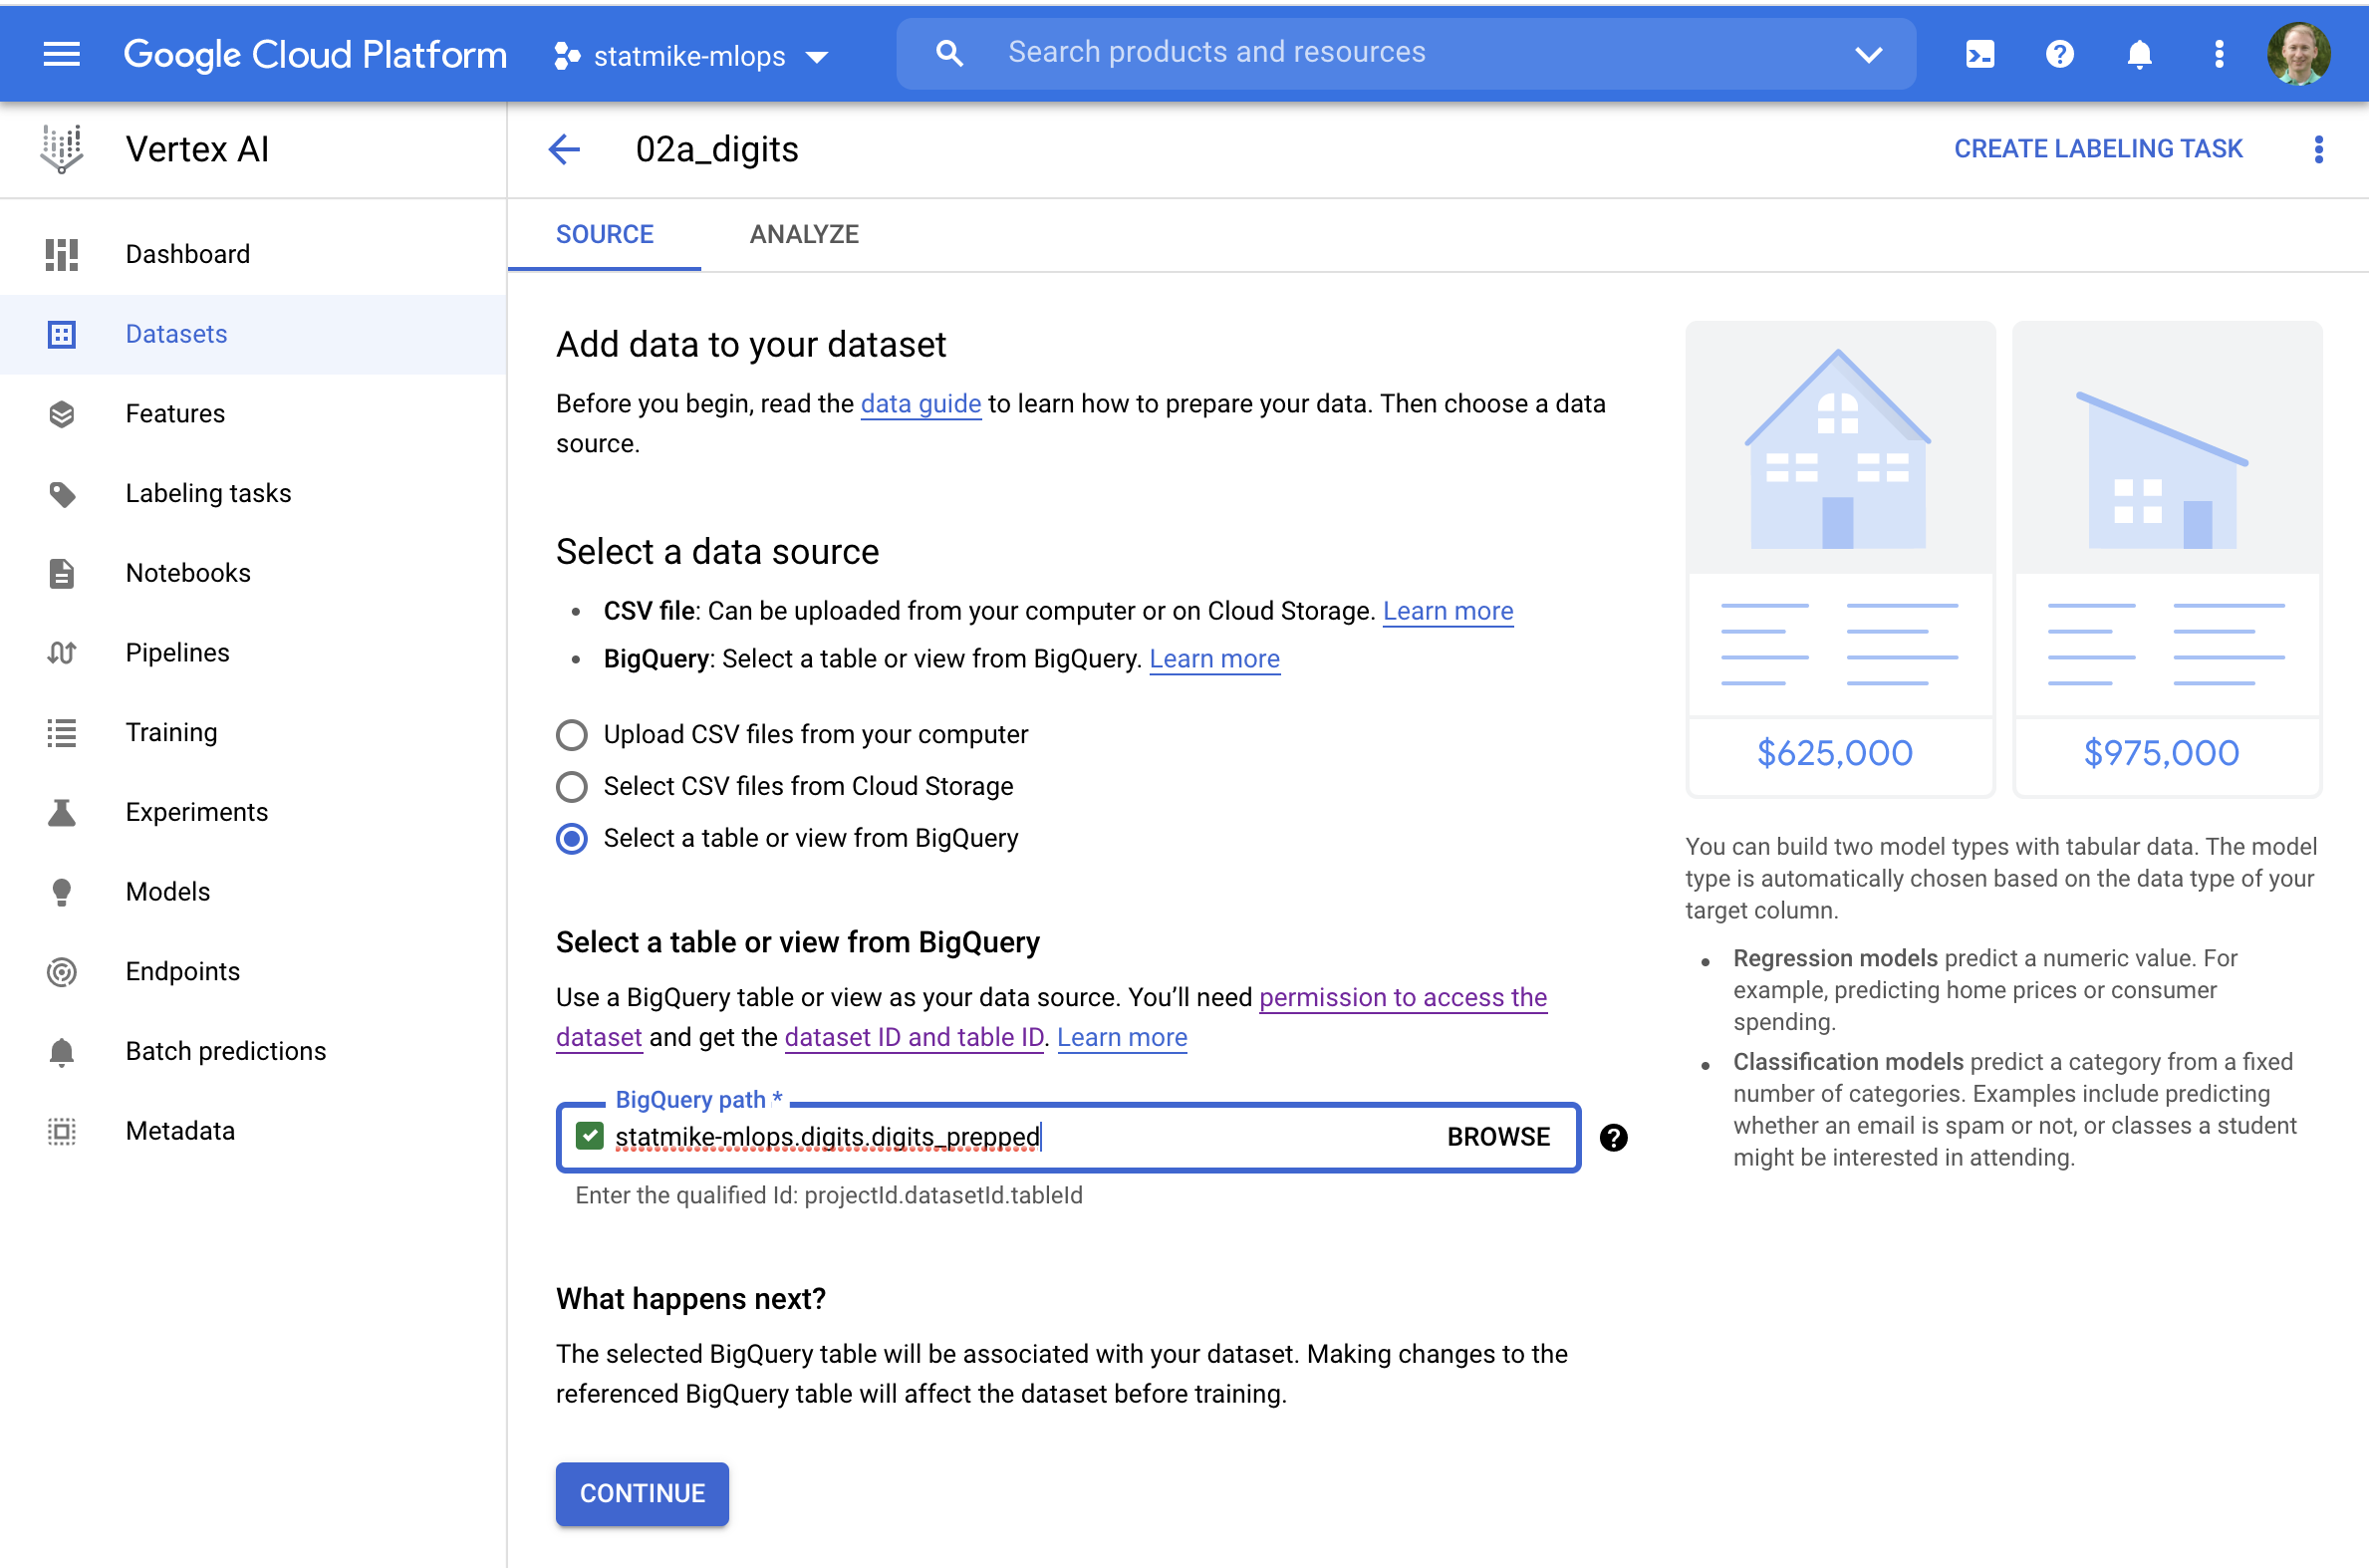 Google Cloud Platform
statmike-mlops
Search products and resources
Vertex AI
02a_digits
CREATE LABELING TASK
Dashboard
Datasets
Features
Labeling tasks
Notebooks
Pipelines
Training
Experiments
Models
Endpoints
Batch predictions
Metadata
SOURCE
ANALYZE
Add data to your dataset
Before you begin, read the data guide to learn how to prepare your data. Then choose a data
source.
Select a data source
• CSV file: Can be uploaded from your computer or on Cloud Storage. Learn more
• BigQuery: Select a table or view from BigQuery. Learn more
Upload CSV files from your computer
Select CSV files from Cloud Storage
Select a table or view from BigQuery
Select a table or view from BigQuery
Use a BigQuery table or view as your data source. You’ll need permission to access the
dataset and get the dataset ID and table ID. Learn more
BigQuery path *
statmike-mlops.digits.digits_prepped
BROWSE
Enter the qualified Id: projectId.datasetId.tableId
What happens next?
The selected BigQuery table will be associated with your dataset. Making changes to the
referenced BigQuery table will affect the dataset before training.
CONTINUE
$625,000
$975,000
You can build two model types with tabular data. The model
type is automatically chosen based on the data type of your
target column.
• Regression models predict a numeric value. For
example, predicting home prices or consumer
spending.
• Classification models predict a category from a fixed
number of categories. Examples include predicting
whether an email is spam or not, or classes a student
might be interested in attending.